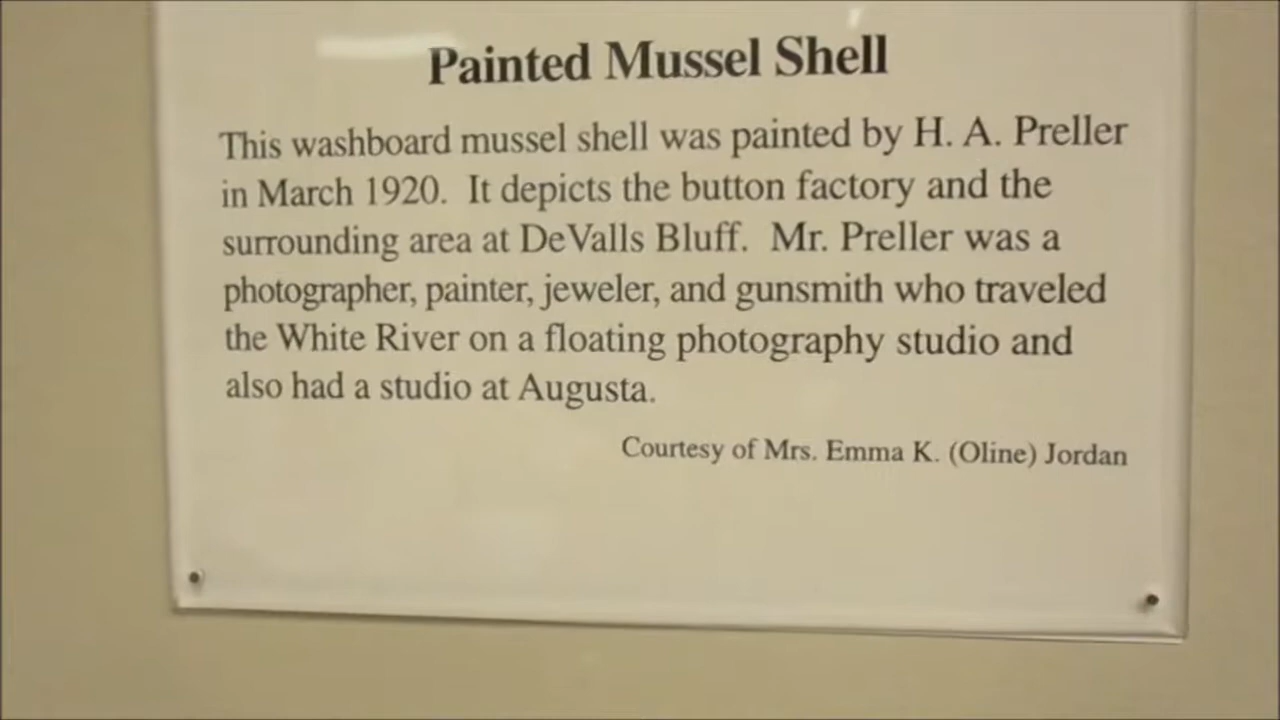 Painted Mussel Shell
This washboard mussel shell was painted by H. A. Preller
in March 1920. It depicts the button factory and the
surrounding area at DeValls Bluff. Mr. Preller was a
photographer, painter, jeweler, and gunsmith who traveled
the White River on a floating photography studio and
also had a studio at Augusta.
Courtesy of Mrs. Emma K. (Oline) Jordan